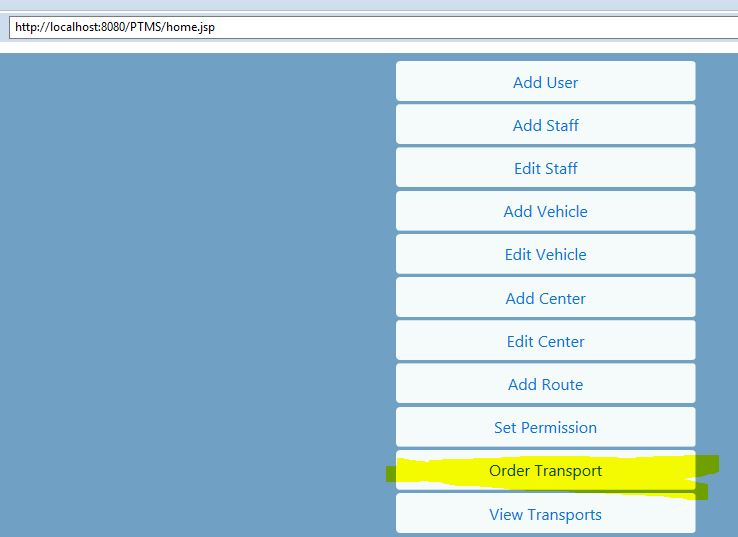 http://localhost:8080/PTMS/home.jsp
Add User
Add Staff
Edit Staff
Add Vehicle
Edit Vehicle
Add Center
Edit Center
Add Route
Set Permission
Order Transport
View Transports